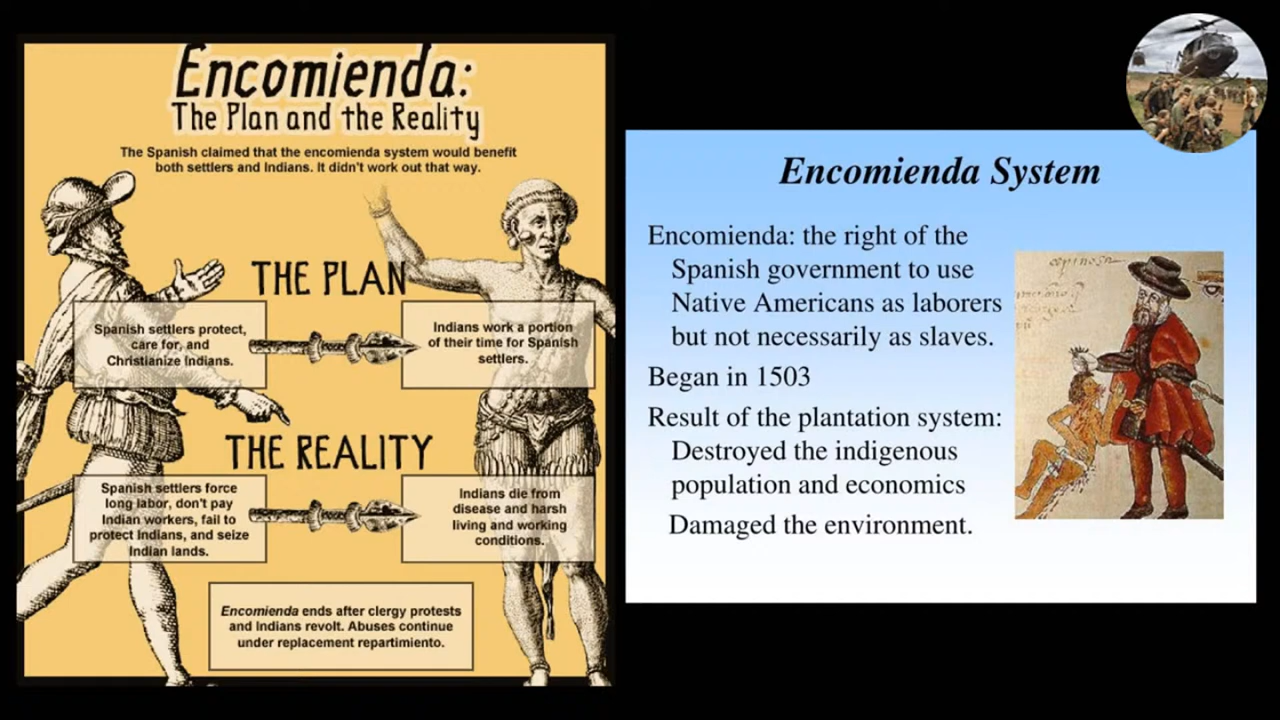 Encomienda:
The Plan and the Reality
The Spanish claimed that the encomienda system would benefit
both settlers and Indians. It didn't work out that way.
THE PLAN
Spanish settlers protect,
care for, and
Christianize Indians.
Indians work a portion
of their time for Spanish
settlers.
THE REALITY
Spanish settlers force
long labor, don't pay
Indian workers, fail to
protect Indians, and seize
Indian lands.
Indians die from
disease and harsh
living and working
conditions.
Encomienda ends after clergy protests
and Indians revolt. Abuses continue
under replacement repartimiento.
Encomienda System
Encomienda: the right of the
Spanish government to use
Native Americans as laborers
but not necessarily as slaves.
Began in 1503
Result of the plantation system:
Destroyed the indigenous
population and economics
Damaged the environment.